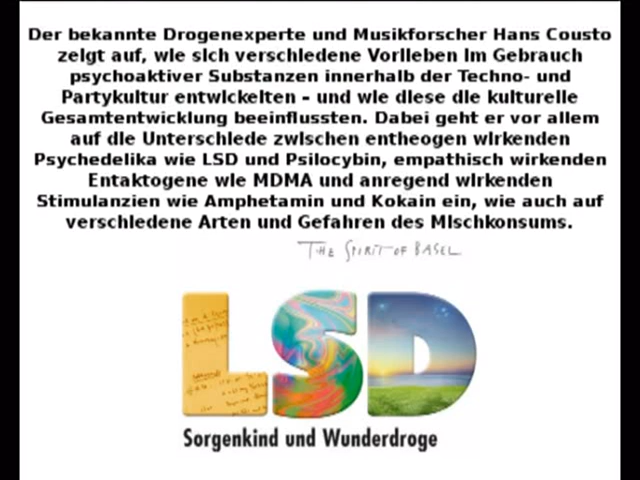 Der bekannte Drogenexperte und Musikforscher Hans Cousto
zeigt auf, wie sich verschiedene Vorlieben im Gebrauch
psychoaktiver Substanzen innerhalb der Techno- und
Partykultur entwickelten – und wie diese die kulturelle
Gesamtentwicklung beeinflussten. Dabei geht er vor allem
auf die Unterschiede zwischen entheogen wirkenden
Psychedelika wie LSD und Psilocybin, empathisch wirkenden
Entaktogene wie MDMA und anregend wirkenden
Stimulanzien wie Amphetamin und Kokain ein, wie auch auf
verschiedene Arten und Gefahren des Mischkonsums.
THE SPIRIT OF BASEL
LSD
Sorgenkind und Wunderdroge